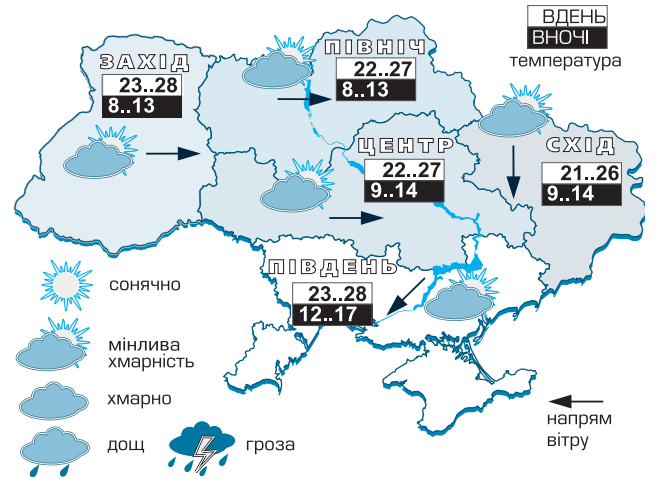 ВДЕНЬ
ВНОЧІ
температура
ЗАХІД
23..28
8..13
ПІВНІЧ
22..27
8..13
ЦЕНТР
22..27
9..14
СХІД
21..26
9..14
ПІВДЕНЬ
23..28
12..17
сонячно
мінлива
хмарність
хмарно
дощ
гроза
напрям
вітру